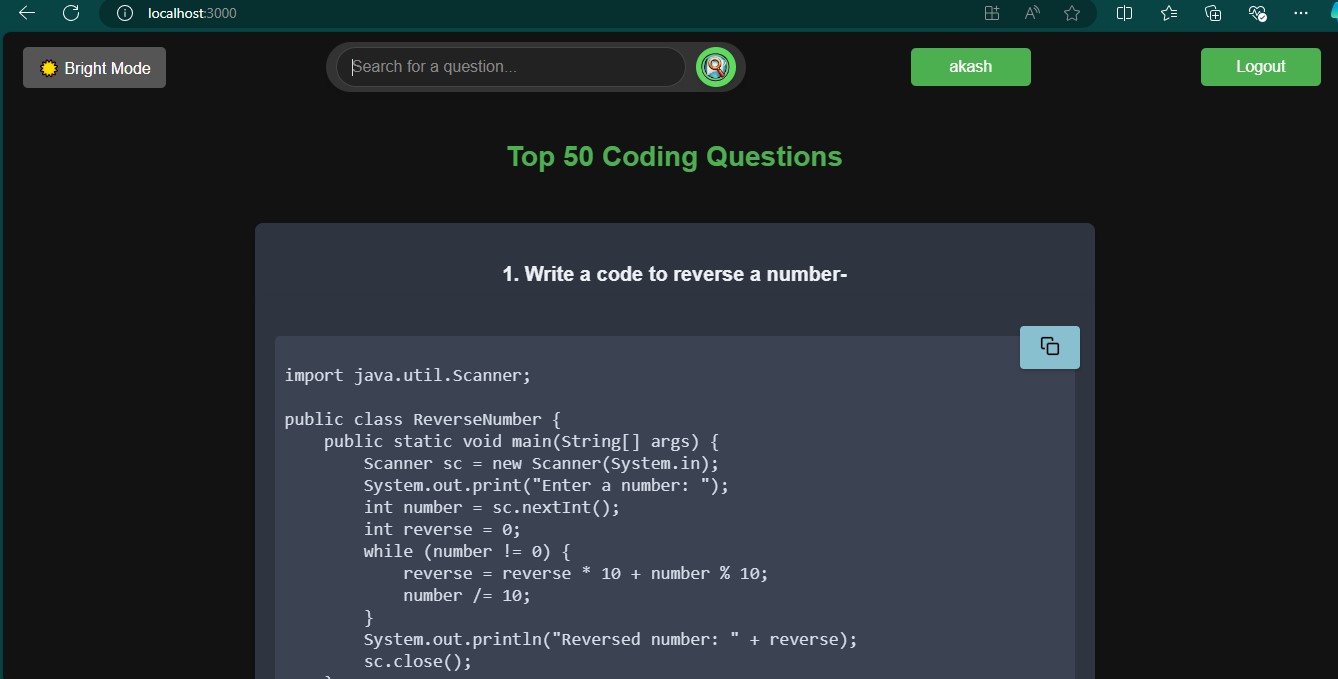 localhost:3000
Bright Mode
Search for a question...
akash
Logout
Top 50 Coding Questions
1. Write a code to reverse a number-
import java.util.Scanner;
public class ReverseNumber {
    public static void main(String[] args) {
        Scanner sc = new Scanner(System.in);
        System.out.print("Enter a number: ");
        int number = sc.nextInt();
        int reverse = 0;
        while (number != 0) {
            reverse = reverse * 10 + number % 10;
            number /= 10;
        }
        System.out.println("Reversed number: " + reverse);
        sc.close();